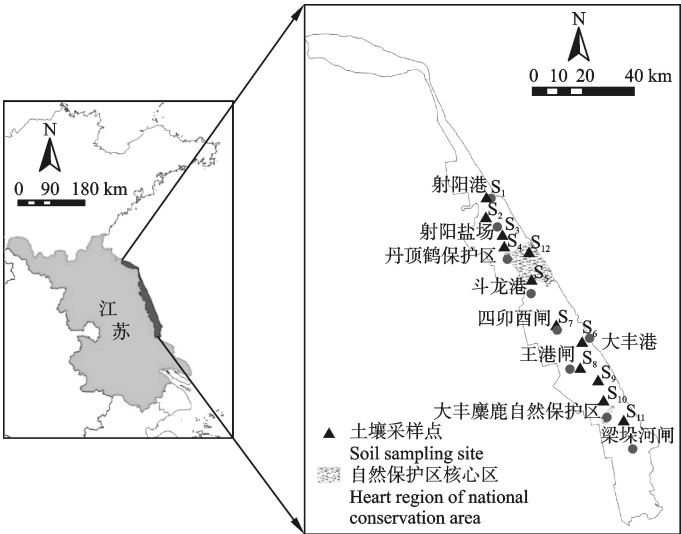 N
0 90 180 km
江
苏
N
0 10 20 40 km
射阳港 S1
S2
射阳盐场 S3
S4 S12
丹顶鹤保护区
斗龙港 S5
四卯酉闸 S7
S6 大丰港
王港闸 S8
S9
S10
大丰麋鹿自然保护区
S11
梁垛河闸
土壤采样点
Soil sampling site
自然保护区核心区
Heart region of national
conservation area